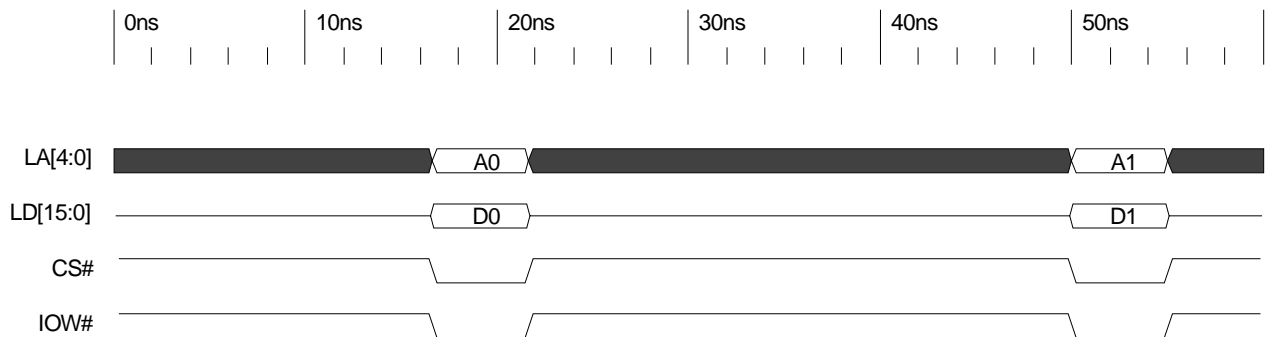 0ns 10ns 20ns 30ns 40ns 50ns
LA[4:0] A0 A1
LD[15:0] D0 D1
CS#
IOW#